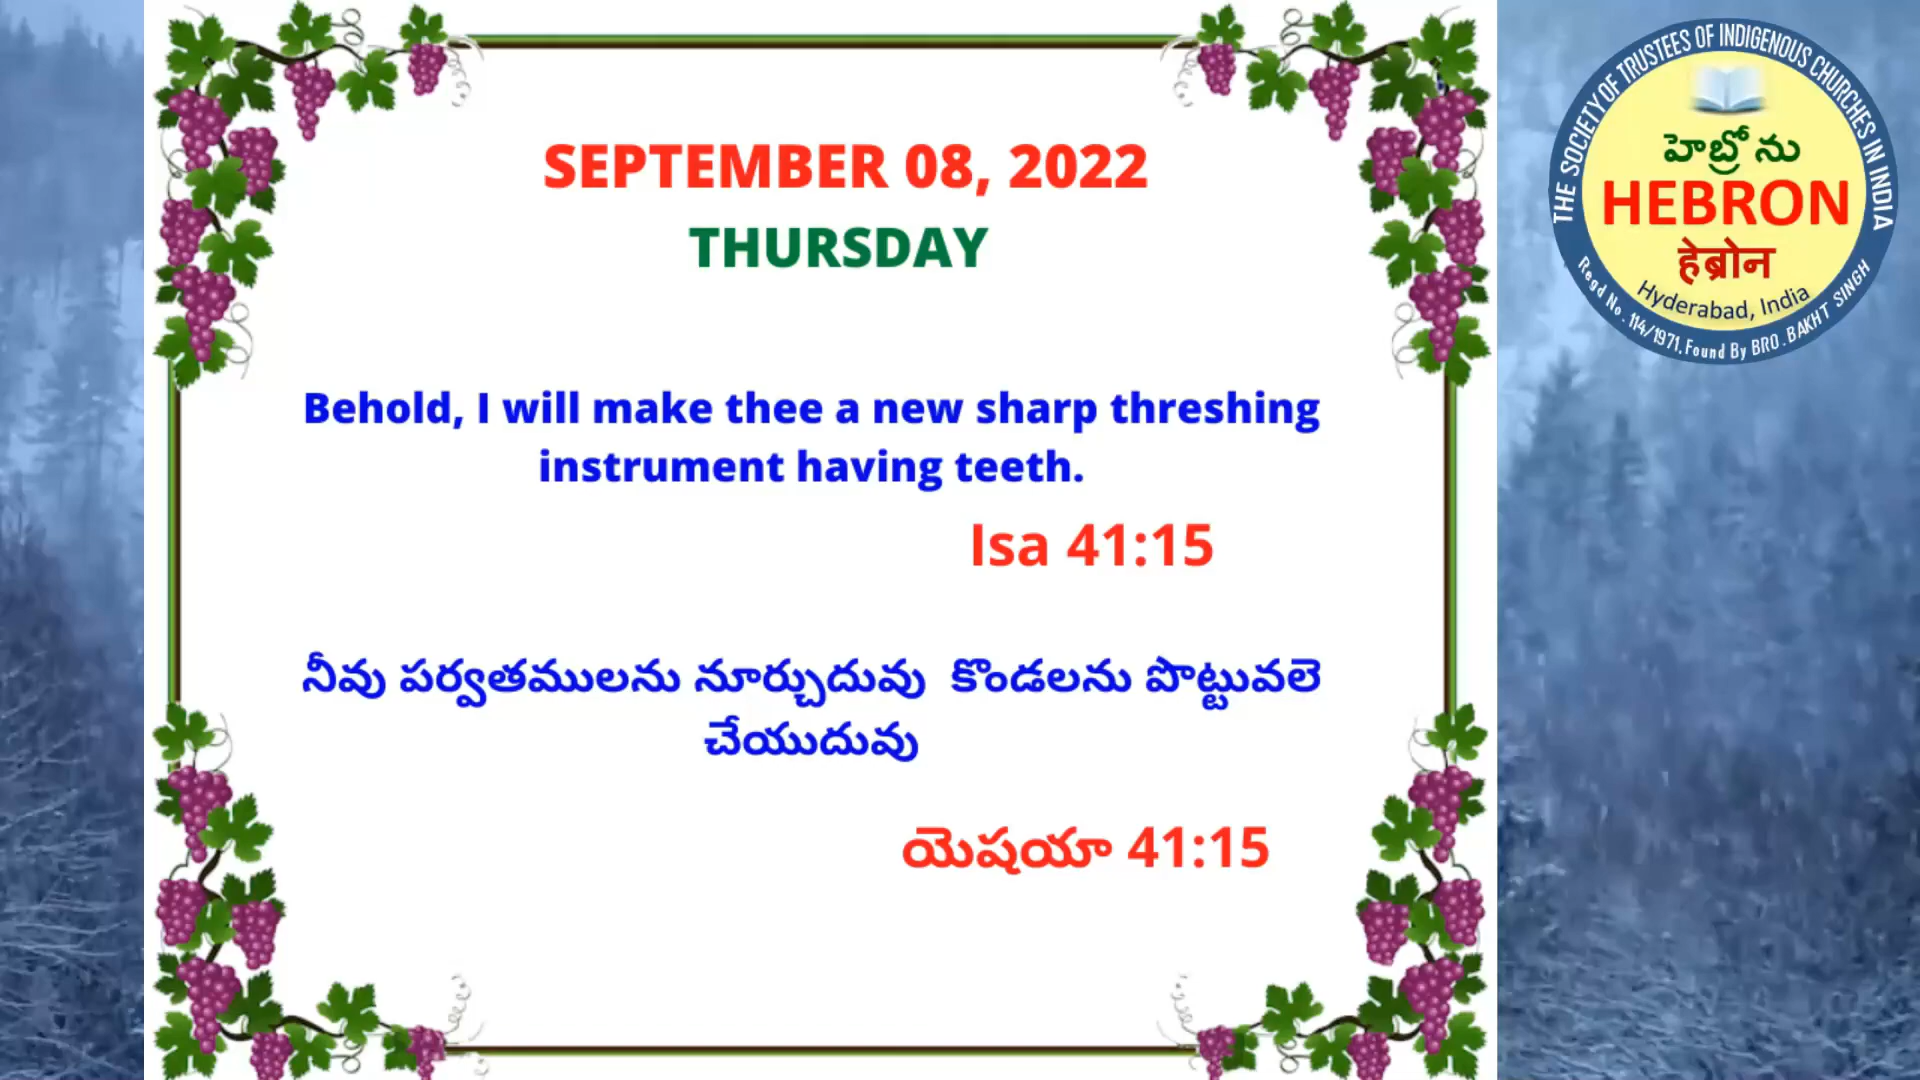 SEPTEMBER 08, 2022
THURSDAY
Behold, I will make thee a new sharp threshing
instrument having teeth.
Isa 41:15
నీవు పర్వతములను నూర్చుదువు కొండలను పొట్టువలె
చేయుదువు
యెషయా 41:15
THE SOCIETY OF TRUSTEES OF INDIGENOUS CHURCHES IN INDIA
హెబ్రోను
HEBRON
हेब्रोन
Hyderabad, India
Regd No. 114/1971, Found By BRO. BAKHT SINGH